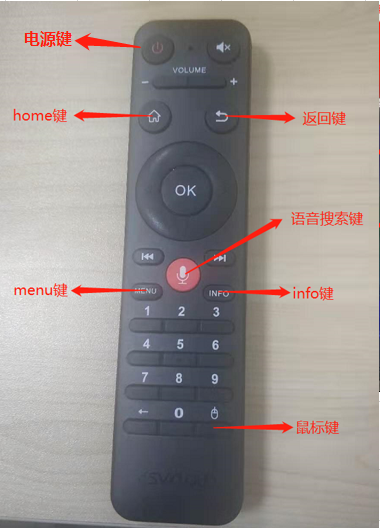 电源键
VOLUME
- +
home键
返回键
OK
语音搜索键
menu键
MENU
INFO
info键
1 2 3
4 5 6
7 8 9
0
鼠标键